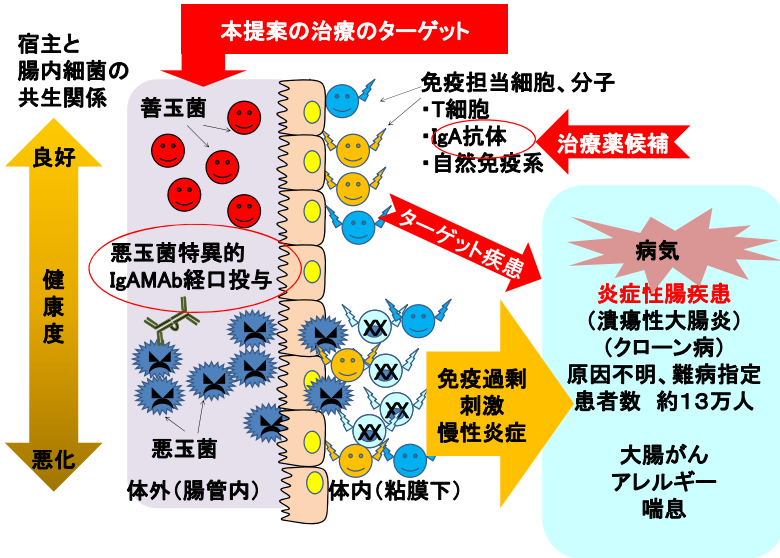 本提案の治療のターゲット
宿主と
腸内細菌の
共生関係
良好
健
康
度
悪化
善玉菌
免疫担当細胞、分子
・T細胞
・IgA抗体
・自然免疫系
治療薬候補
ターゲット疾患
悪玉菌特異的
IgAMAb経口投与
悪玉菌
体外(腸管内)
体内(粘膜下)
XX
XX
XX
XX
免疫過剰
刺激
慢性炎症
病気
炎症性腸疾患
(潰瘍性大腸炎)
(クローン病)
原因不明、難病指定
患者数 約13万人
大腸がん
アレルギー
喘息